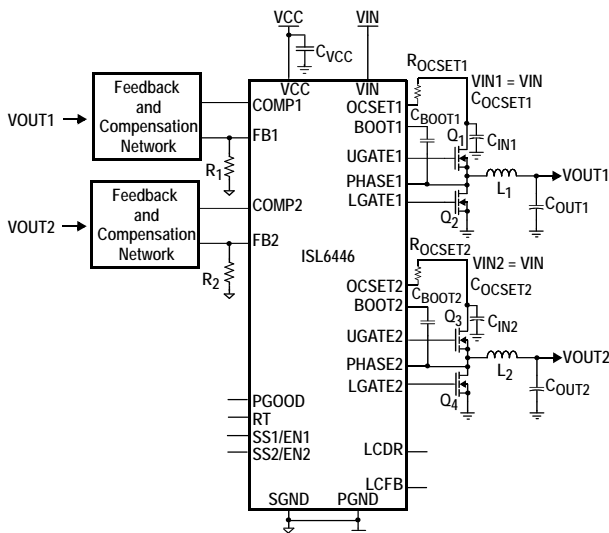 VCC
VIN
CVCC
VCC
VIN
Feedback
and
Compensation
Network
VOUT1
COMP1
FB1
R1
Feedback
and
Compensation
Network
VOUT2
COMP2
FB2
R2
ISL6446
OCSET1
BOOT1
UGATE1
PHASE1
LGATE1
ROCSET1
VIN1 = VIN
COCSET1
CBOOT1
Q1
CIN1
L1
VOUT1
Q2
COUT1
OCSET2
BOOT2
UGATE2
PHASE2
LGATE2
ROCSET2
VIN2 = VIN
COCSET2
CBOOT2
Q3
CIN2
L2
VOUT2
Q4
COUT2
PGOOD
RT
SS1/EN1
SS2/EN2
LCDR
LCFB
SGND
PGND